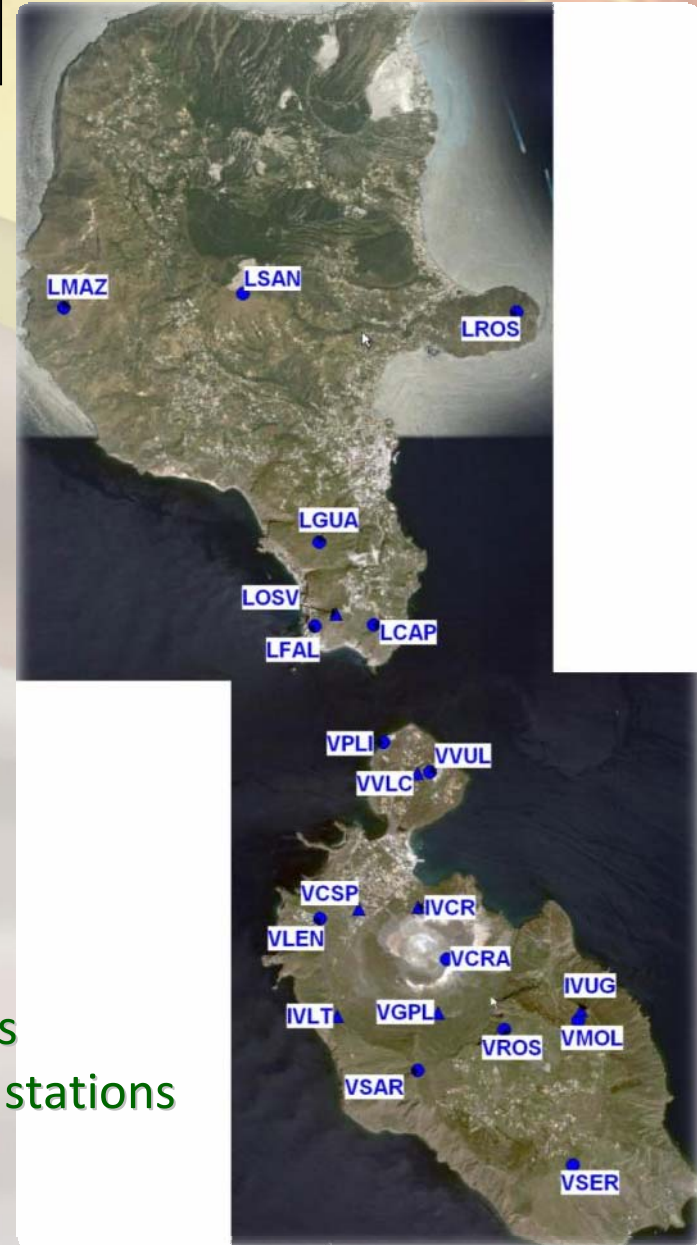 LMAZ
LSAN
LROS
LGUA
LOSV
LCAP
LFAL
VPLI
VVUL
VVLC
VCSP
IVCR
VLEN
VCRA
IVUG
IVLT
VGPL
VMOL
VROS
VSAR
s
stations
VSER